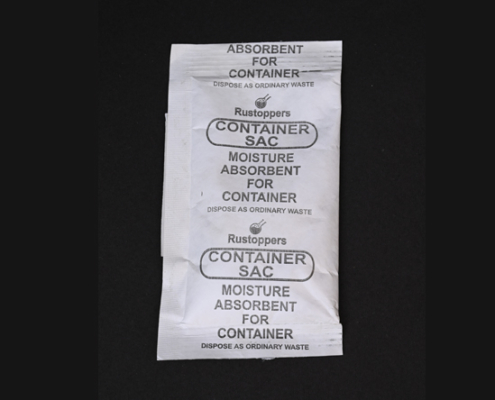 ABSORBENT
FOR
CONTAINER
DISPOSE AS ORDINARY WASTE
Rustoppers
CONTAINER
SAC
MOISTURE
ABSORBENT
FOR
CONTAINER
DISPOSE AS ORDINARY WASTE
Rustoppers
CONTAINER
SAC
MOISTURE
ABSORBENT
FOR
CONTAINER
DISPOSE AS ORDINARY WASTE